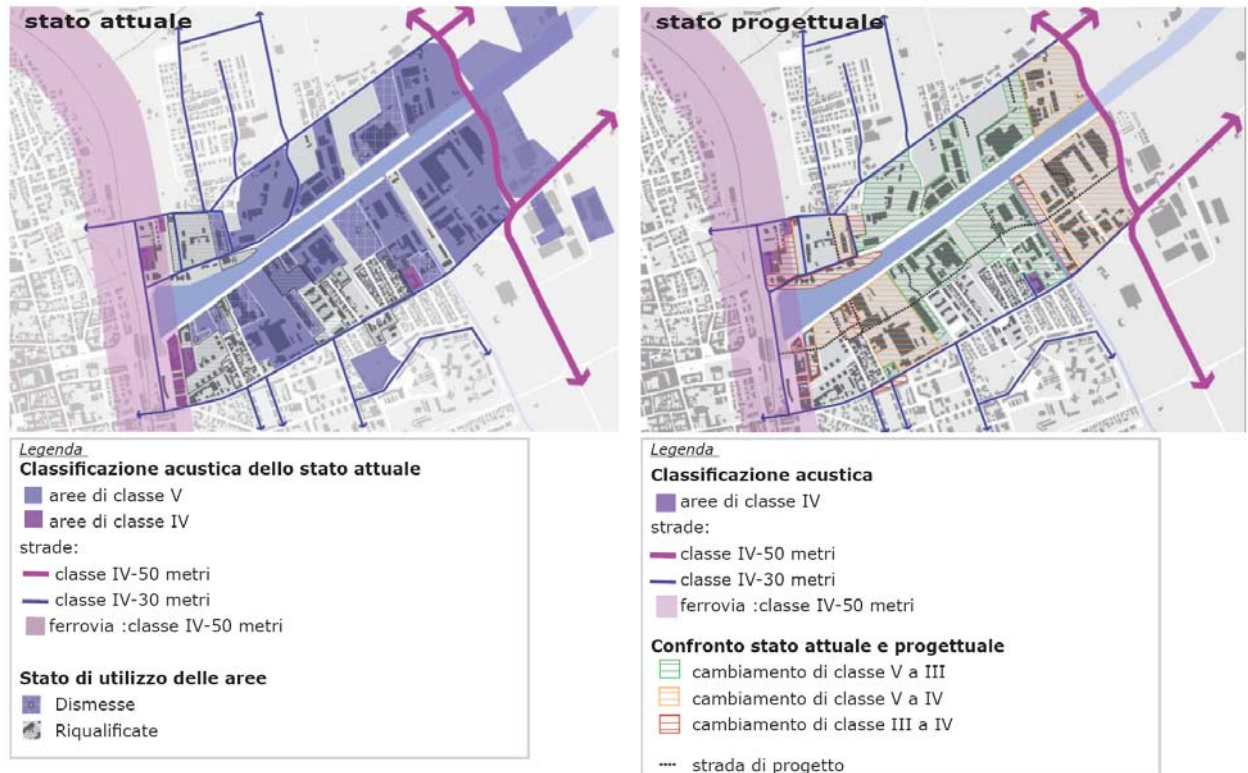 stato attuale
Legenda
Classificazione acustica dello stato attuale
aree di classe V
aree di classe IV
strade:
classe IV-50 metri
classe IV-30 metri
ferrovia :classe IV-50 metri
Stato di utilizzo delle aree
Dismesse
Riqualificate
stato progettuale
Legenda
Classificazione acustica
aree di classe IV
strade:
classe IV-50 metri
classe IV-30 metri
ferrovia :classe IV-50 metri
Confronto stato attuale e progettuale
cambiamento di classe V a III
cambiamento di classe V a IV
cambiamento di classe III a IV
strada di progetto